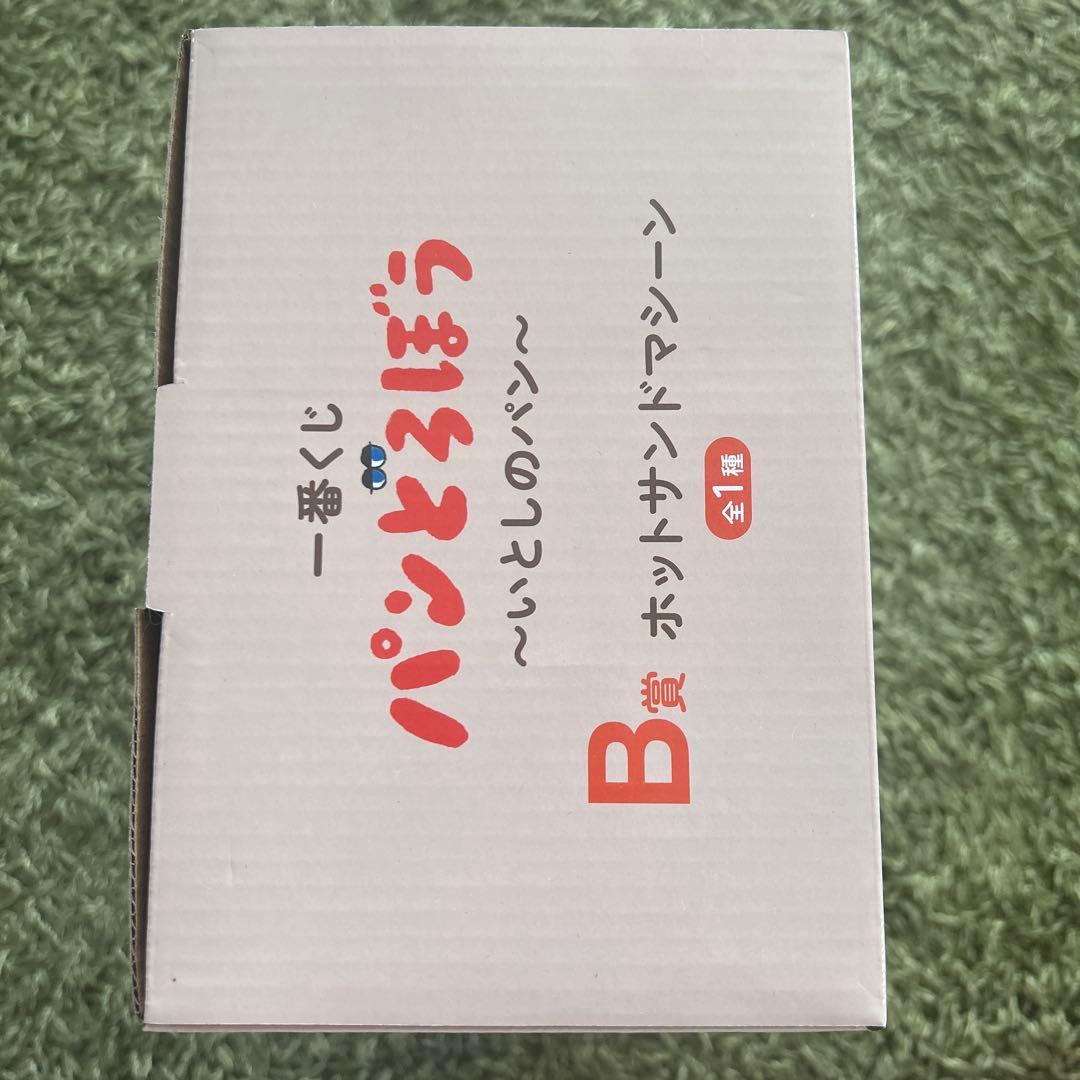 一番くじ
パンどろぼう
～いとしのパン～
B賞 ホットサンドマシーン
全1種